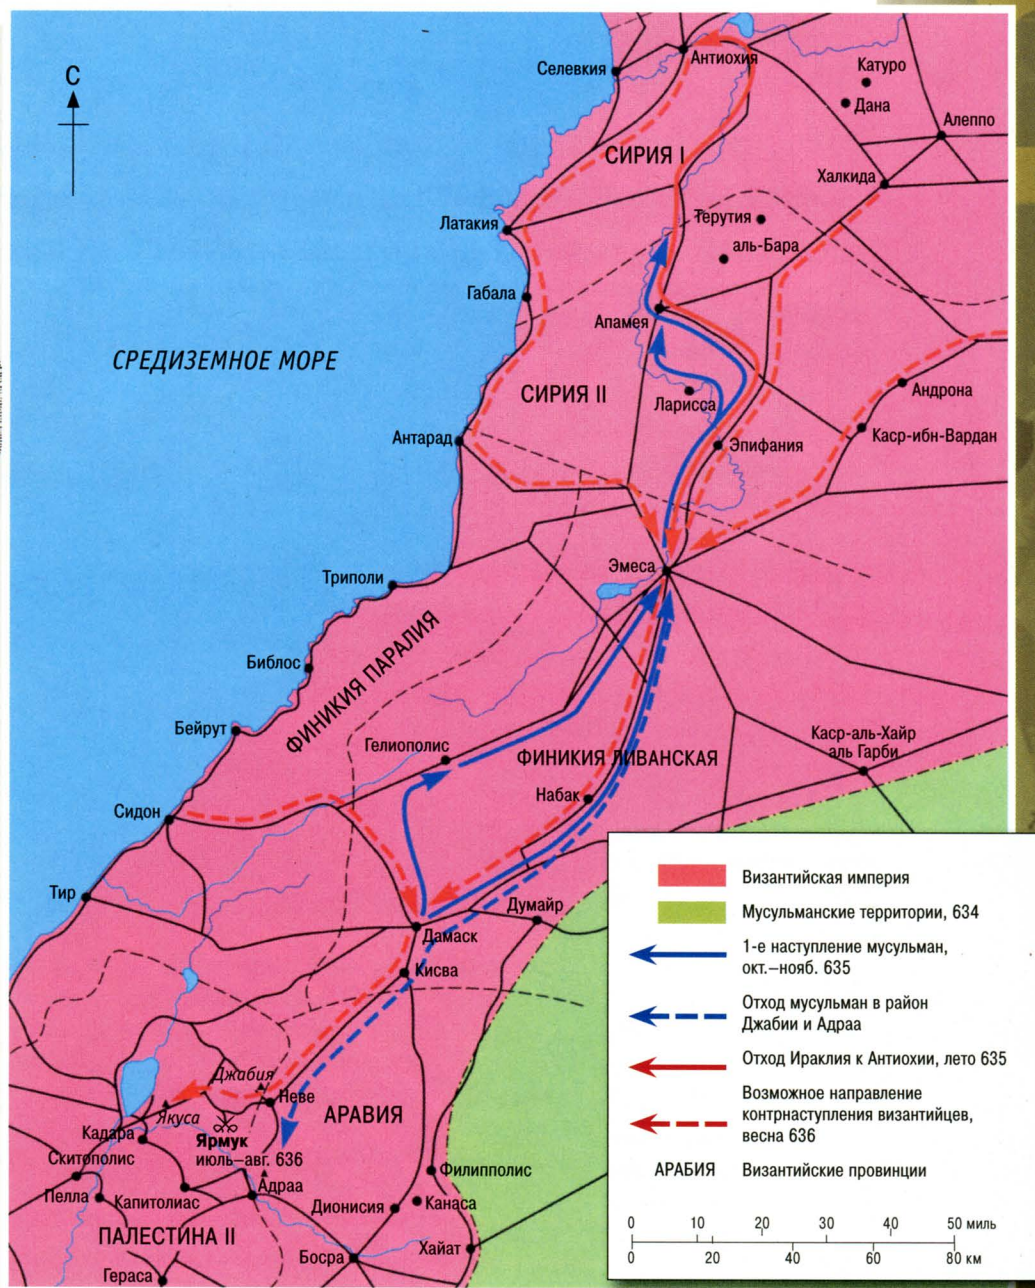 С
Антиохия
Селевкия
Катуро
Дана
Алеппо
СИРИЯ I
Халкида
Латакия
Терутия
аль-Бара
Габала
Апамея
СРЕДИЗЕМНОЕ МОРЕ
СИРИЯ II
Ларисса
Андрона
Антарад
Эпифания
Каср-ибн-Вардан
Эмеса
Триполи
Библос
ФИНИКИЯ ПАРАЛИЯ
Бейрут
Гелиополис
ФИНИКИЯ ЛИВАНСКАЯ
Каср-аль-Хайр
аль Гарби
Набак
Сидон
Тир
Думайр
Дамаск
Кисва
Джабия
Неве
Якуса
АРАВИЯ
Кадара
Ярмук
июль–авг. 636
Скитополис
Филипполис
Пелла
Капитолиас
Адраа
Дионисия
Канаса
ПАЛЕСТИНА II
Босра
Хайат
Гераса
Византийская империя
Мусульманские территории, 634
1-е наступление мусульман,
окт.–нояб. 635
Отход мусульман в район
Джабии и Адраа
Отход Ираклия к Антиохии, лето 635
Возможное направление
контрнаступления византийцев,
весна 636
АРАБИЯ Византийские провинции
0 10 20 30 40 50 миль
0 20 40 60 80 км